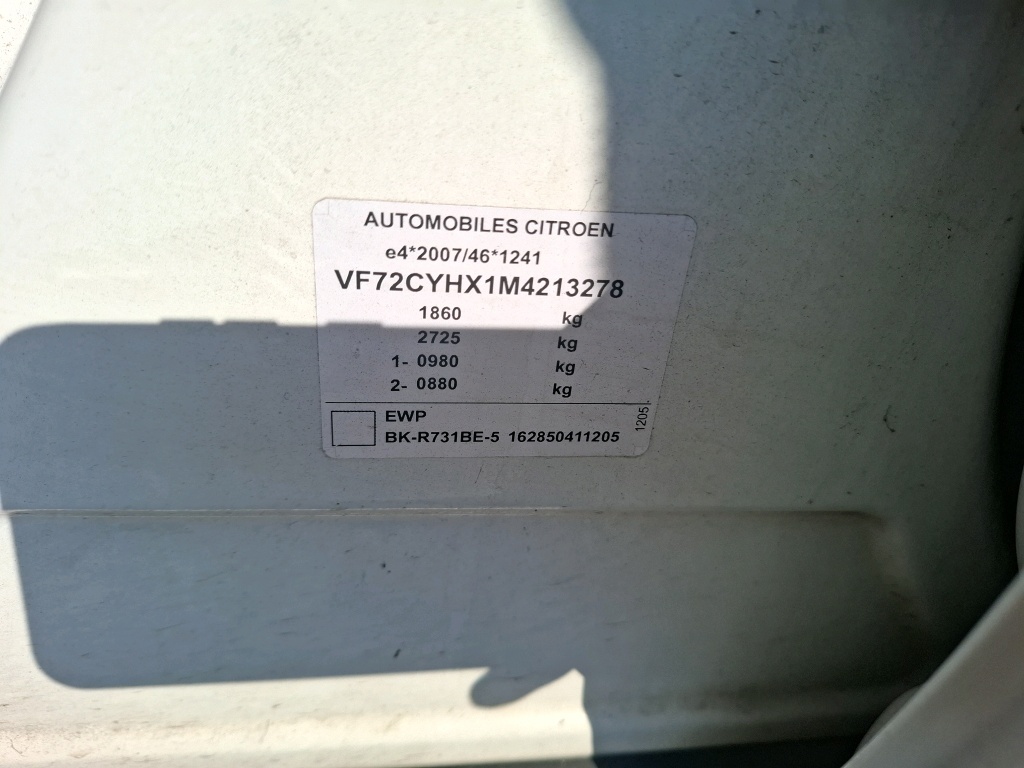 AUTOMOBILES CITROEN
e4*2007/46*1241
VF72CYHX1M4213278
1860 kg
2725 kg
1- 0980 kg
2- 0880 kg
EWP
BK-R731BE-5 162850411205
1205